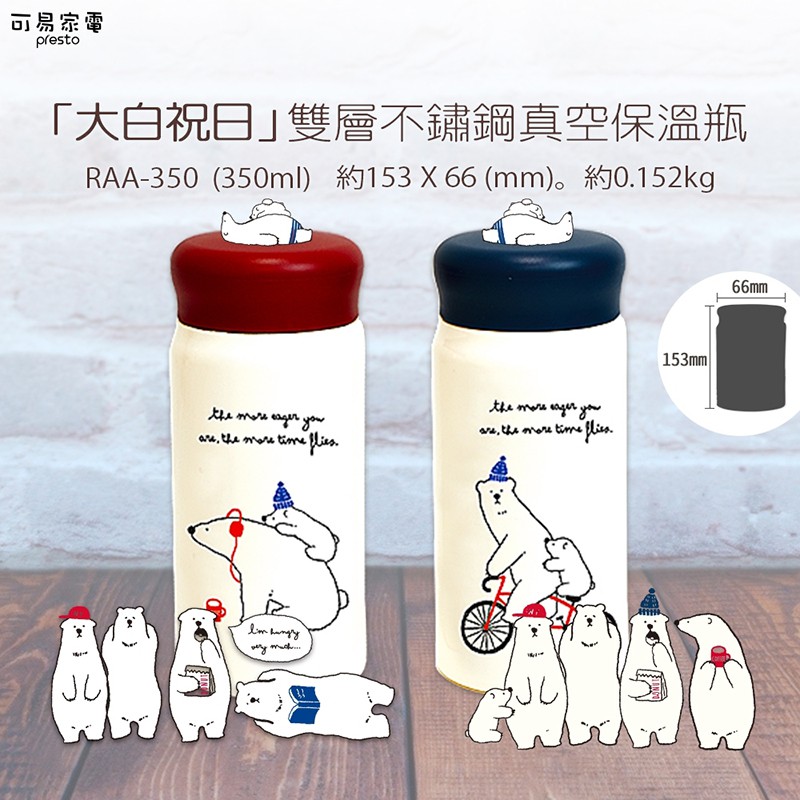 可易家電
presto
「大白祝日」雙層不鏽鋼真空保溫瓶
RAA-350 (350ml) 約153 X 66 (mm)。約0.152kg
66mm
153mm
the more eager you
are, the more time flies.
the more eager you
are, the more time flies.
I'm hungry
very much...
DONUT
DONUT